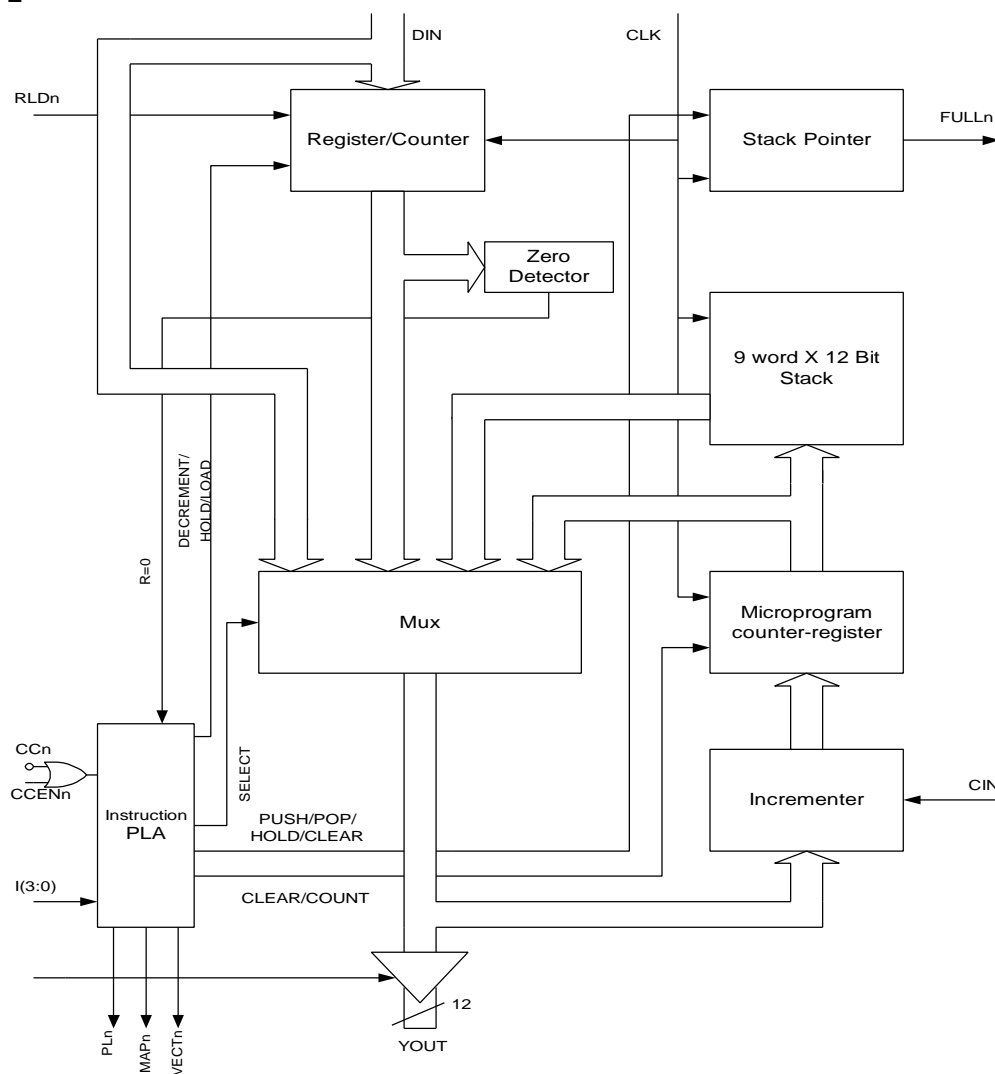 DIN
CLK
RLDn
Register/Counter
Stack Pointer
FULLn
Zero
Detector
9 word X 12 Bit
Stack
DECREMENT/
HOLD/LOAD
R=0
Mux
Microprogram
counter-register
SELECT
CCn
CCENn
Instruction
PLA
PUSH/POP/
HOLD/CLEAR
Incrementer
CIN
I(3:0)
CLEAR/COUNT
12
PLn
MAPn
VECTn
YOUT